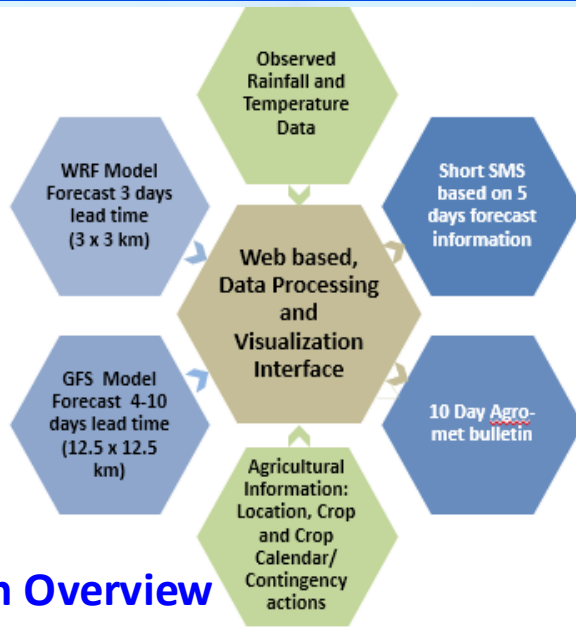 Observed
Rainfall and
Temperature
Data
WRF Model
Forecast 3 days
lead time
(3 x 3 km)
Short SMS
based on 5
days forecast
information
Web based,
Data Processing
and
Visualization
Interface
GFS Model
Forecast 4-10
days lead time
(12.5 x 12.5
km)
10 Day Agro-
met bulletin
Agricultural
Information:
Location, Crop
and Crop
Calendar/
Contingency
actions
Overview